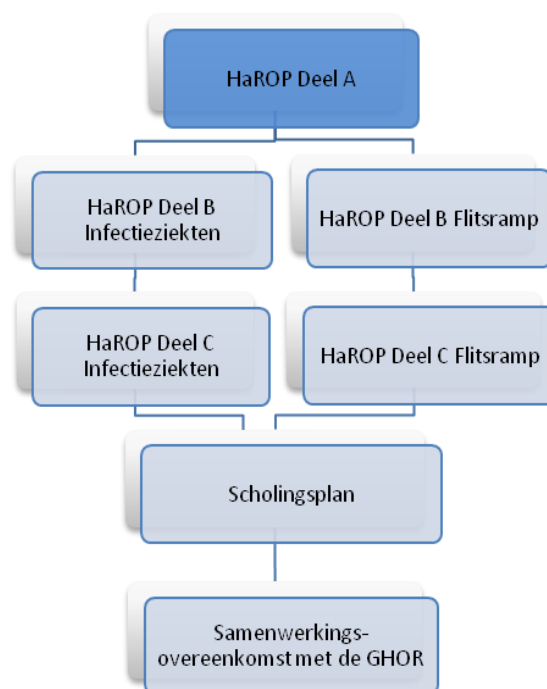 HaROP Deel A
HaROP Deel B
Infectieziekten
HaROP Deel B Flitsramp
HaROP Deel C
Infectieziekten
HaROP Deel C Flitsramp
Scholingsplan
Samenwerkings-
overeenkomst met de GHOR